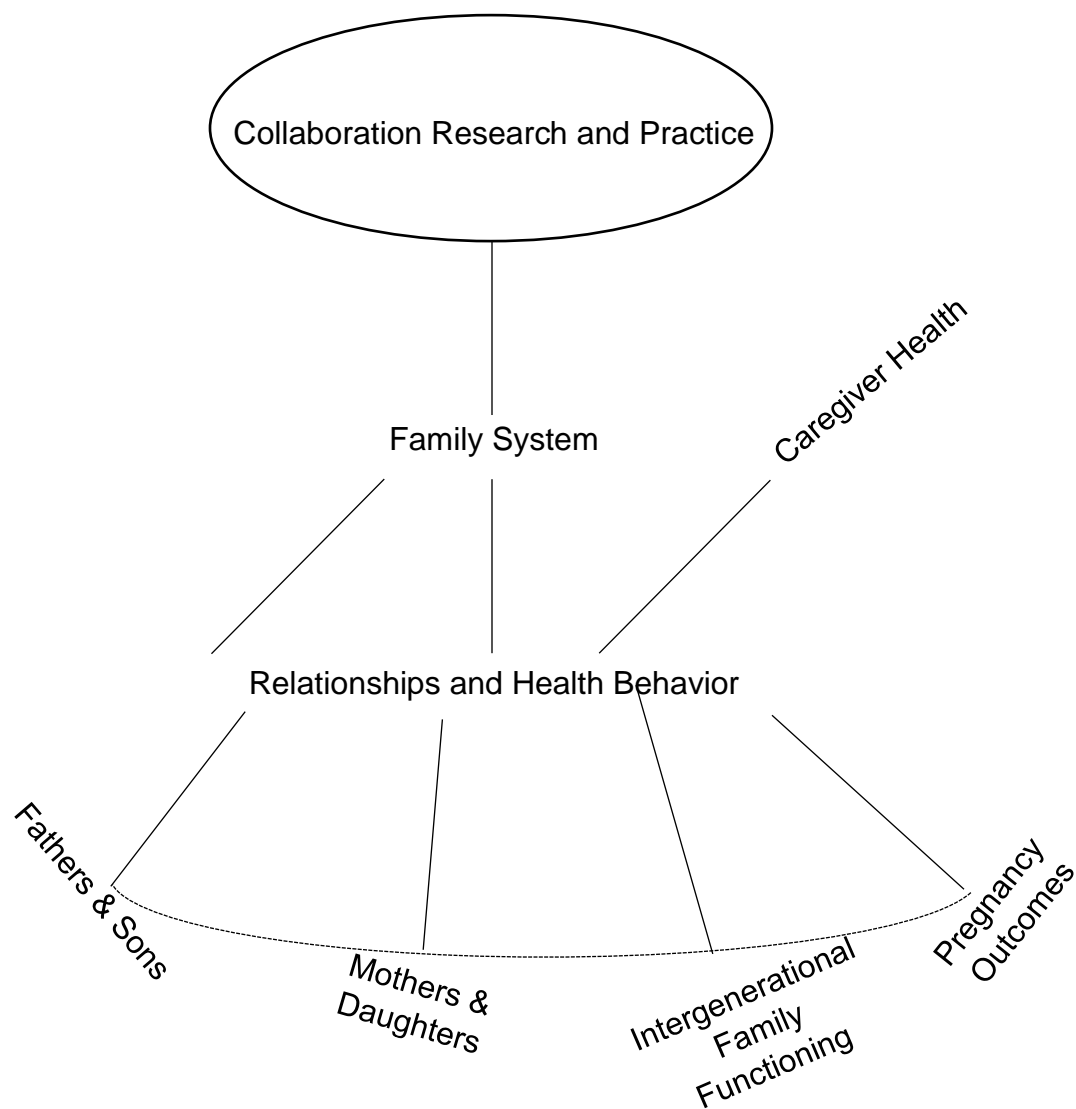 Collaboration Research and Practice
Caregiver Health
Family System
Relationships and Health Behavior
Fathers & Sons
Mothers &
Daughters
Intergenerational
Family
Functioning
Pregnancy
Outcomes